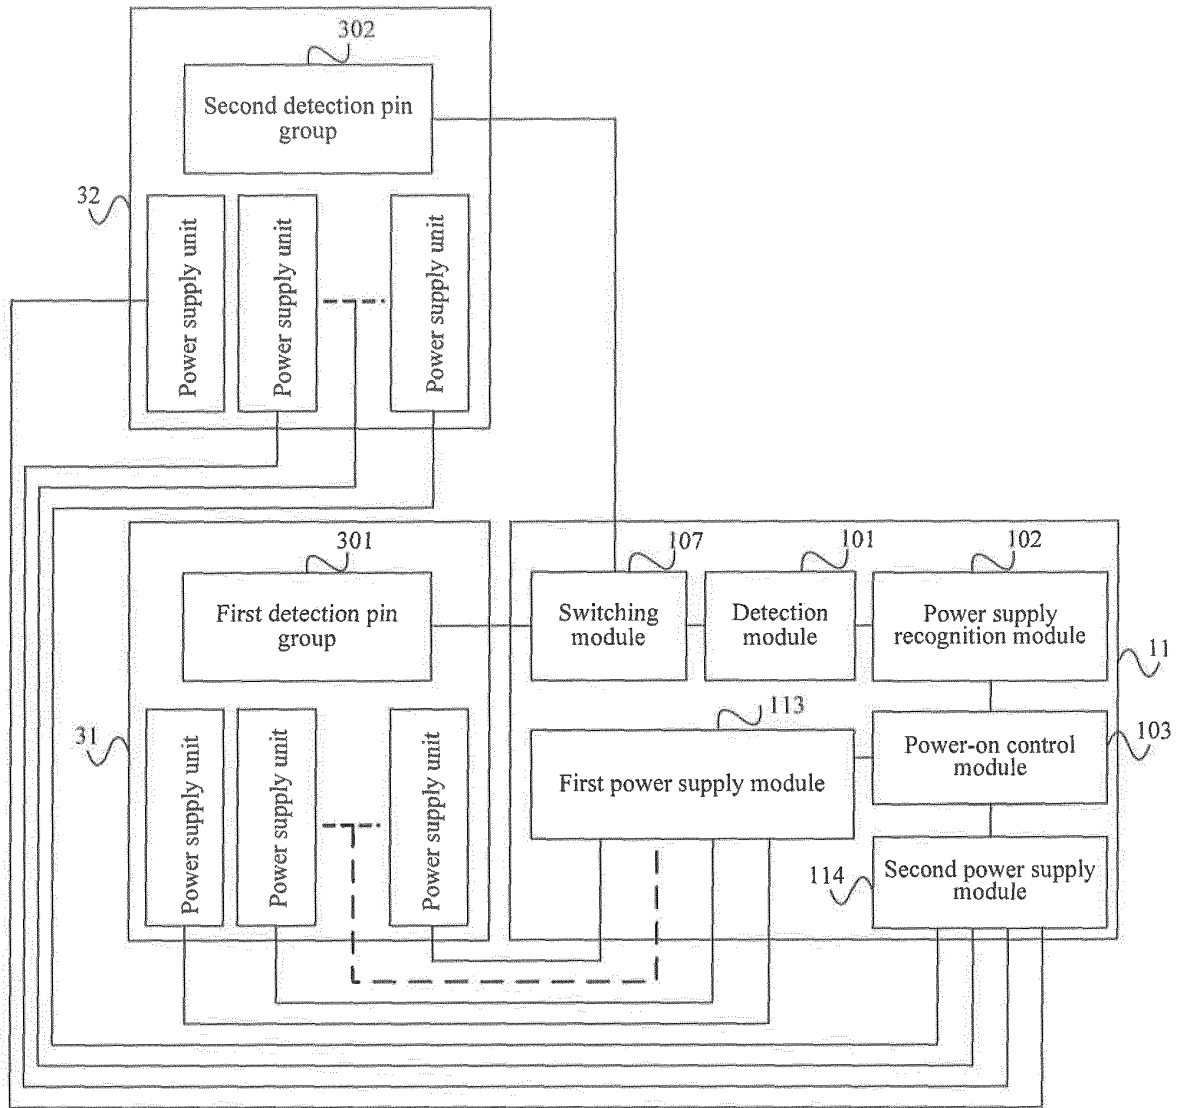 302
Second detection pin
group
32
Power supply unit
Power supply unit
Power supply unit
301
First detection pin
group
31
Power supply unit
Power supply unit
Power supply unit
107
Switching
module
101
Detection
module
102
Power supply
recognition module
11
113
First power supply module
Power-on control
module
103
114
Second power supply
module